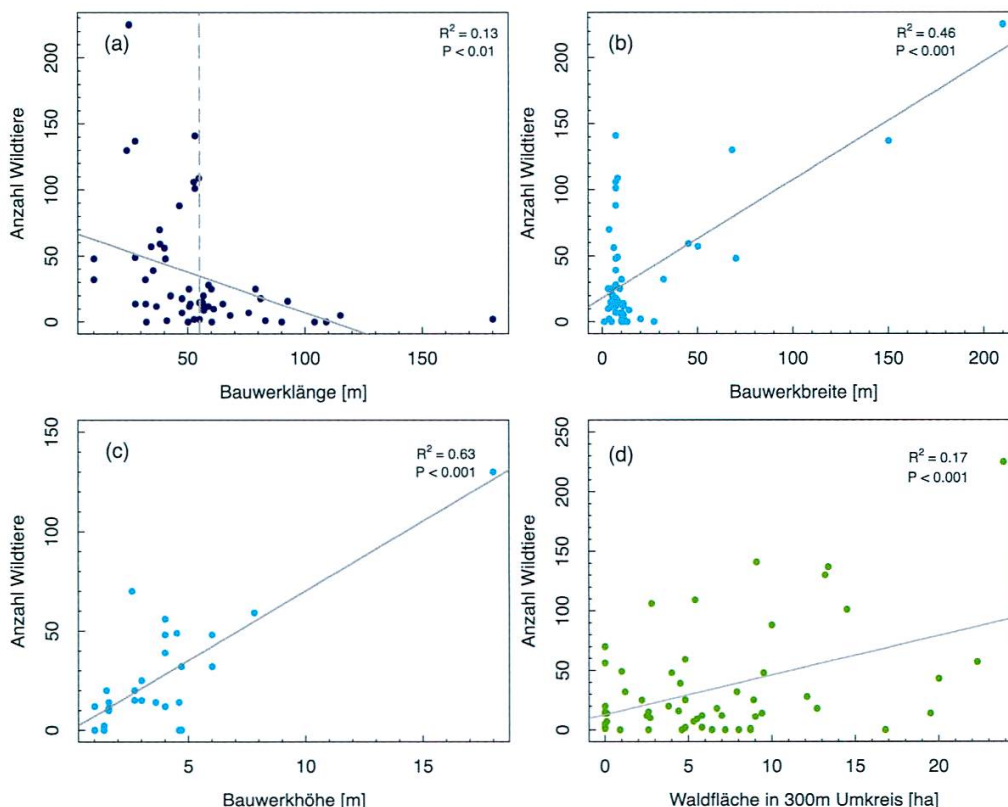 (a)
R² = 0.13
P < 0.01
Anzahl Wildtiere
0
50
100
150
200
50
100
150
Bauwerklänge [m]
(b)
R² = 0.46
P < 0.001
Anzahl Wildtiere
0
50
100
150
200
0
50
100
150
200
Bauwerkbreite [m]
(c)
R² = 0.63
P < 0.001
Anzahl Wildtiere
0
50
100
150
5
10
15
Bauwerkhöhe [m]
(d)
R² = 0.17
P < 0.001
Anzahl Wildtiere
0
50
100
150
200
250
0
5
10
15
20
Waldfläche in 300m Umkreis [ha]